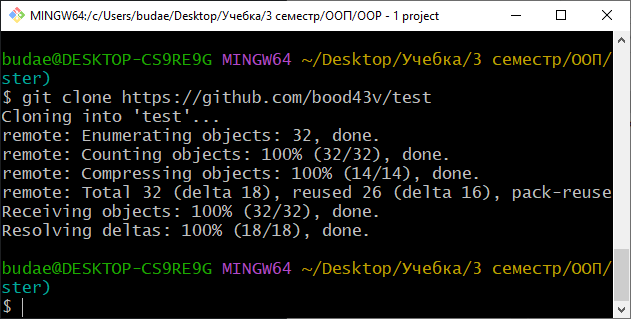 MINGW64:/c/Users/budae/Desktop/Учебка/3 семестр/ООП/OOP - 1 project
budae@DESKTOP-CS9RE9G MINGW64 ~/Desktop/Учебка/3 семестр/ООП/
ster)
$ git clone https://github.com/bood43v/test
Cloning into 'test'...
remote: Enumerating objects: 32, done.
remote: Counting objects: 100% (32/32), done.
remote: Compressing objects: 100% (14/14), done.
remote: Total 32 (delta 18), reused 26 (delta 16), pack-reuse
Receiving objects: 100% (32/32), done.
Resolving deltas: 100% (18/18), done.
budae@DESKTOP-CS9RE9G MINGW64 ~/Desktop/Учебка/3 семестр/ООП/
ster)
$